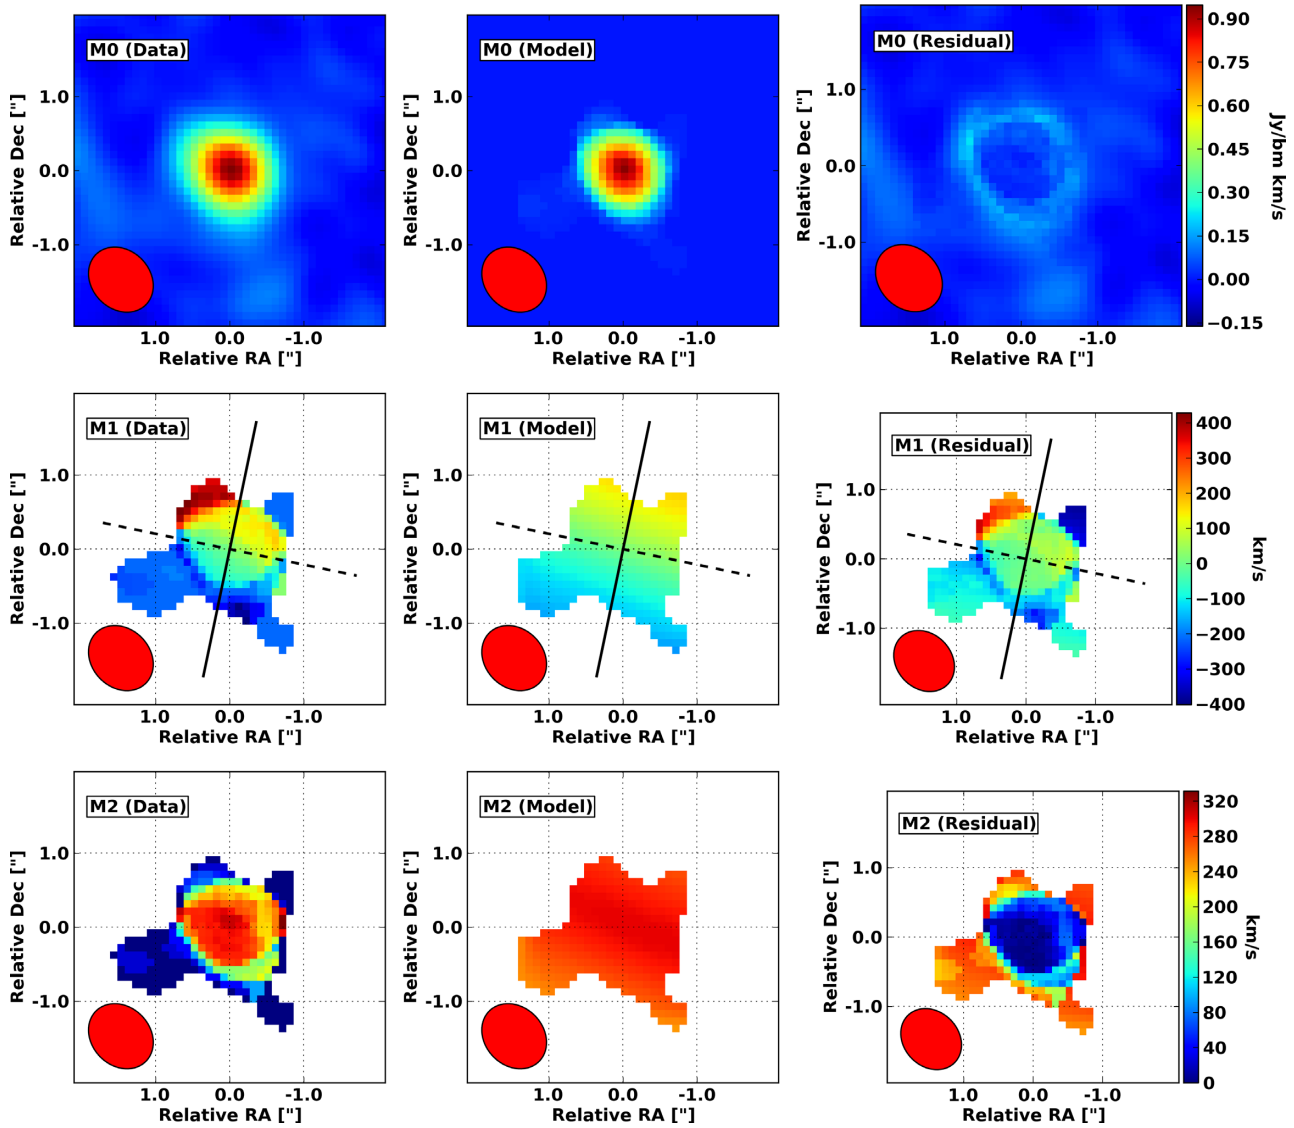 M0 (Data)
M0 (Model)
M0 (Residual)
Relative Dec ["]
1.0
0.0
-1.0
1.0 0.0 -1.0
Relative RA ["]
Relative Dec ["]
1.0
0.0
-1.0
1.0 0.0 -1.0
Relative RA ["]
Relative Dec ["]
1.0
0.0
-1.0
1.0 0.0 -1.0
Relative RA ["]
0.90
0.75
0.60
0.45
0.30
0.15
0.00
−0.15
Jy/bm km/s
M1 (Data)
M1 (Model)
M1 (Residual)
Relative Dec ["]
1.0
0.0
-1.0
1.0 0.0 -1.0
Relative RA ["]
Relative Dec ["]
1.0
0.0
-1.0
1.0 0.0 -1.0
Relative RA ["]
Relative Dec ["]
1.0
0.0
-1.0
1.0 0.0 -1.0
Relative RA ["]
400
300
200
100
0
−100
−200
−300
−400
km/s
M2 (Data)
M2 (Model)
M2 (Residual)
Relative Dec ["]
1.0
0.0
-1.0
1.0 0.0 -1.0
Relative RA ["]
Relative Dec ["]
1.0
0.0
-1.0
1.0 0.0 -1.0
Relative RA ["]
Relative Dec ["]
1.0
0.0
-1.0
1.0 0.0 -1.0
Relative RA ["]
320
280
240
200
160
120
80
40
0
km/s